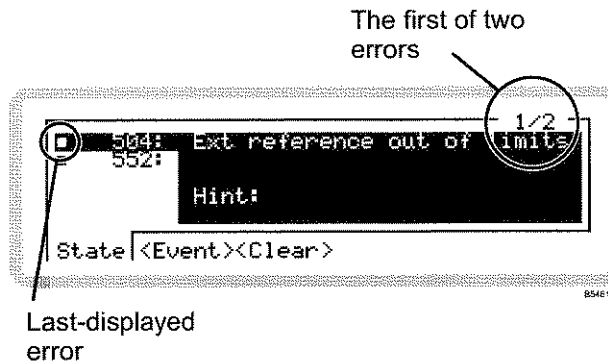 The first of two
errors
1/2
504: Ext reference out of limits
552:
Hint:
State <Event><Clear>
Last-displayed
error